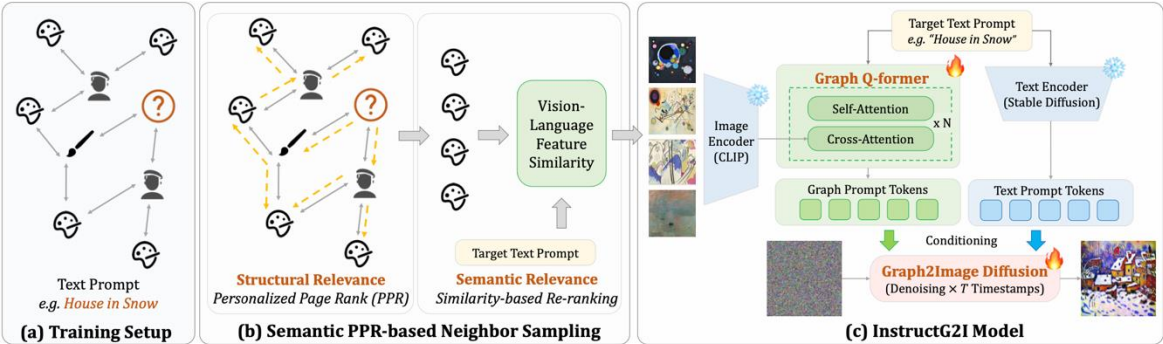 ?
Text Prompt
e.g. House in Snow
(a) Training Setup
?
Structural Relevance
Personalized Page Rank (PPR)
Vision-
Language
Feature
Similarity
Target Text Prompt
Semantic Relevance
Similarity-based Re-ranking
(b) Semantic PPR-based Neighbor Sampling
Target Text Prompt
e.g. "House in Snow"
Image
Encoder
(CLIP)
Graph Q-former
Self-Attention
Cross-Attention
x N
Text Encoder
(Stable Diffusion)
Graph Prompt Tokens
Text Prompt Tokens
Conditioning
Graph2Image Diffusion
(Denoising × T Timestamps)
(c) InstructG2I Model